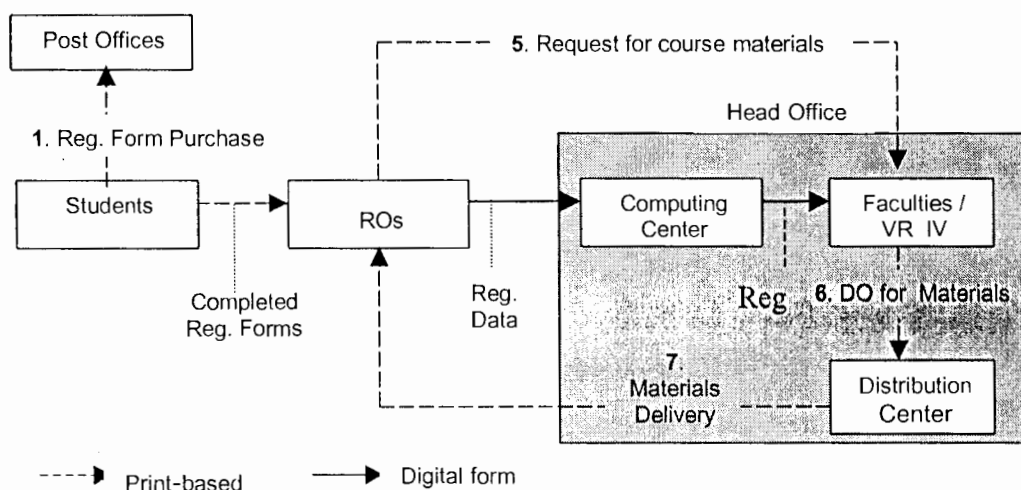 Post Offices
5. Request for course materials
Head Office
1. Reg. Form Purchase
Students
ROs
Computing
Center
Faculties /
VR IV
Completed
Reg. Forms
Reg.
Data
Reg
6. DO for Materials
7.
Materials
Delivery
Distribution
Center
Print-based
Digital form